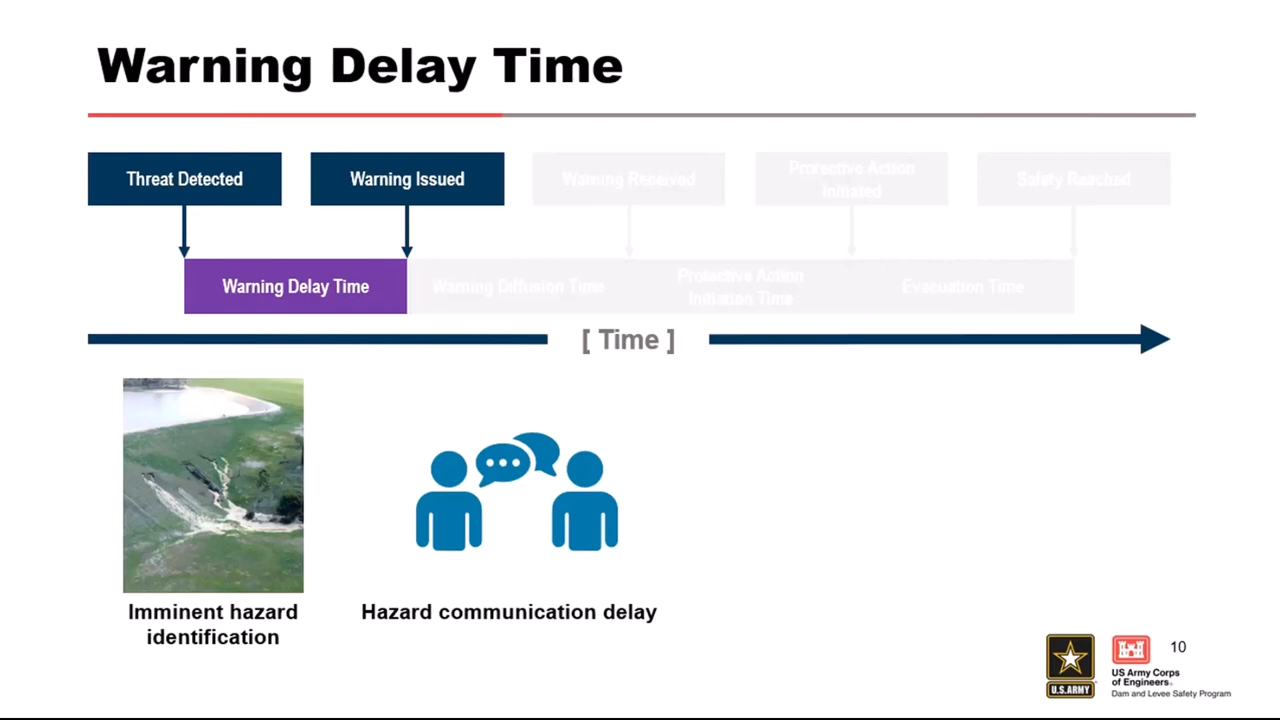 Warning Delay Time
Threat Detected
Warning Issued
Warning Received
Protective Action
Initiated
Safety Reached
Warning Delay Time
Warning Diffusion Time
Protective Action
Initiation Time
Evacuation Time
[ Time ]
Imminent hazard
identification
Hazard communication delay
10
U.S.ARMY
US Army Corps
of Engineers®
Dam and Levee Safety Program